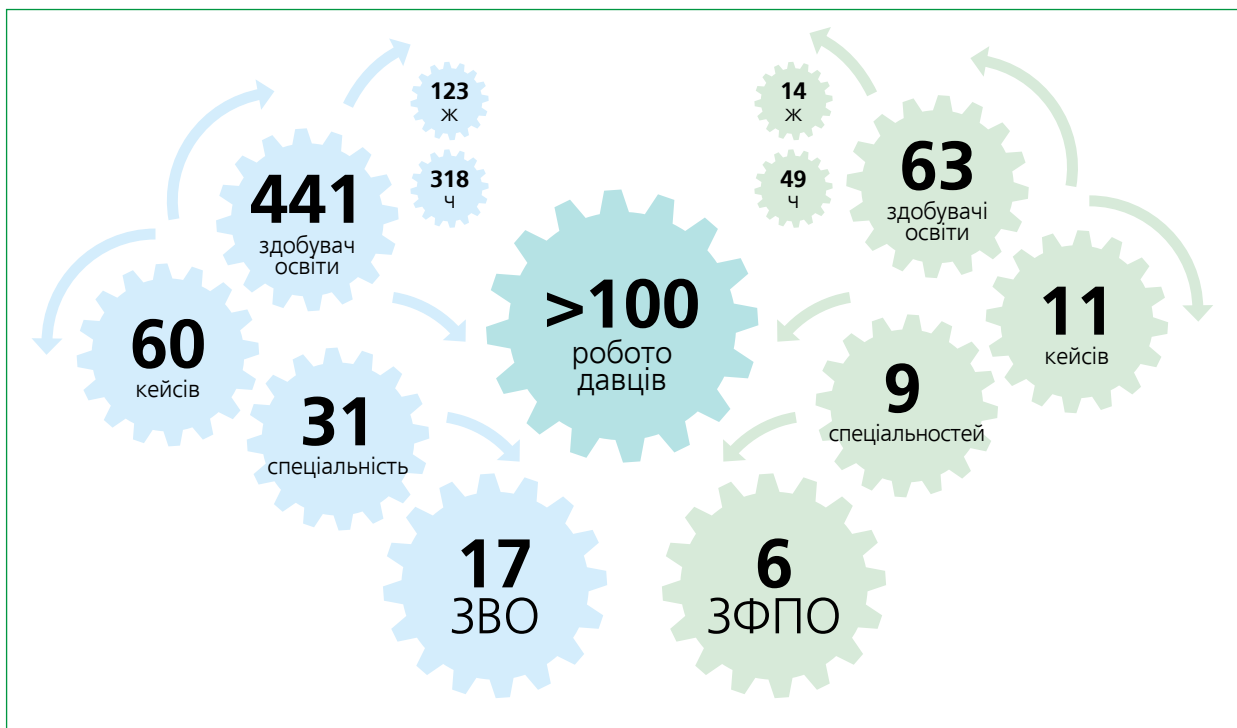 123
Ж
318
Ч
441
здобувач
освіти
60
кейсів
31
спеціальність
17
ЗВО
>100
робото
давців
14
Ж
49
Ч
63
здобувачі
освіти
11
кейсів
9
спеціальностей
6
ЗФПО